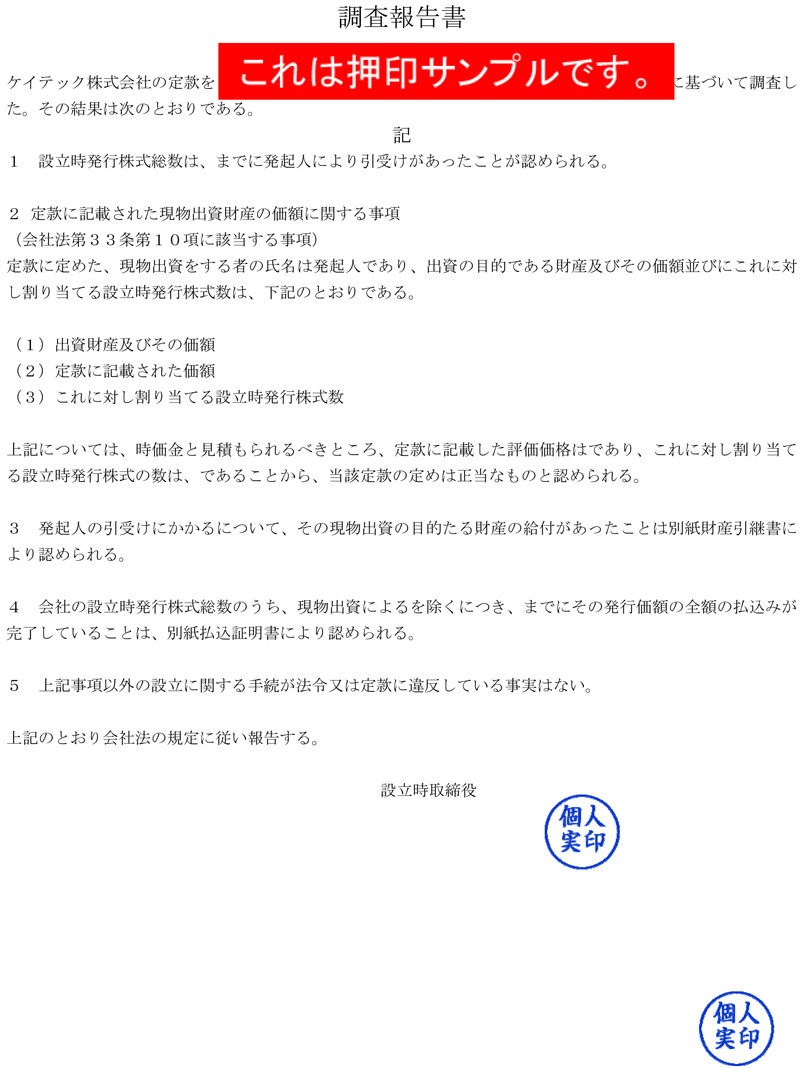 調査報告書
これは押印サンプルです。
ケイテック株式会社の定款を に基づいて調査し
た。その結果は次のとおりである。
記
１　設立時発行株式総数は、までに発起人により引受けがあったことが認められる。
２ 定款に記載された現物出資財産の価額に関する事項
（会社法第３３条第１０項に該当する事項）
定款に定めた、現物出資をする者の氏名は発起人であり、出資の目的である財産及びその価額並びにこれに対
し割り当てる設立時発行株式数は、下記のとおりである。
（１）出資財産及びその価額
（２）定款に記載された価額
（３）これに対し割り当てる設立時発行株式数
上記については、時価金と見積もられるべきところ、定款に記載した評価価格はであり、これに対し割り当て
る設立時発行株式の数は、であることから、当該定款の定めは正当なものと認められる。
３　発起人の引受けにかかるについて、その現物出資の目的たる財産の給付があったことは別紙財産引継書に
より認められる。
４　会社の設立時発行株式総数のうち、現物出資によるを除くにつき、までにその発行価額の全額の払込みが
完了していることは、別紙払込証明書により認められる。
５　上記事項以外の設立に関する手続が法令又は定款に違反している事実はない。
上記のとおり会社法の規定に従い報告する。
設立時取締役
個人
実印
個人
実印